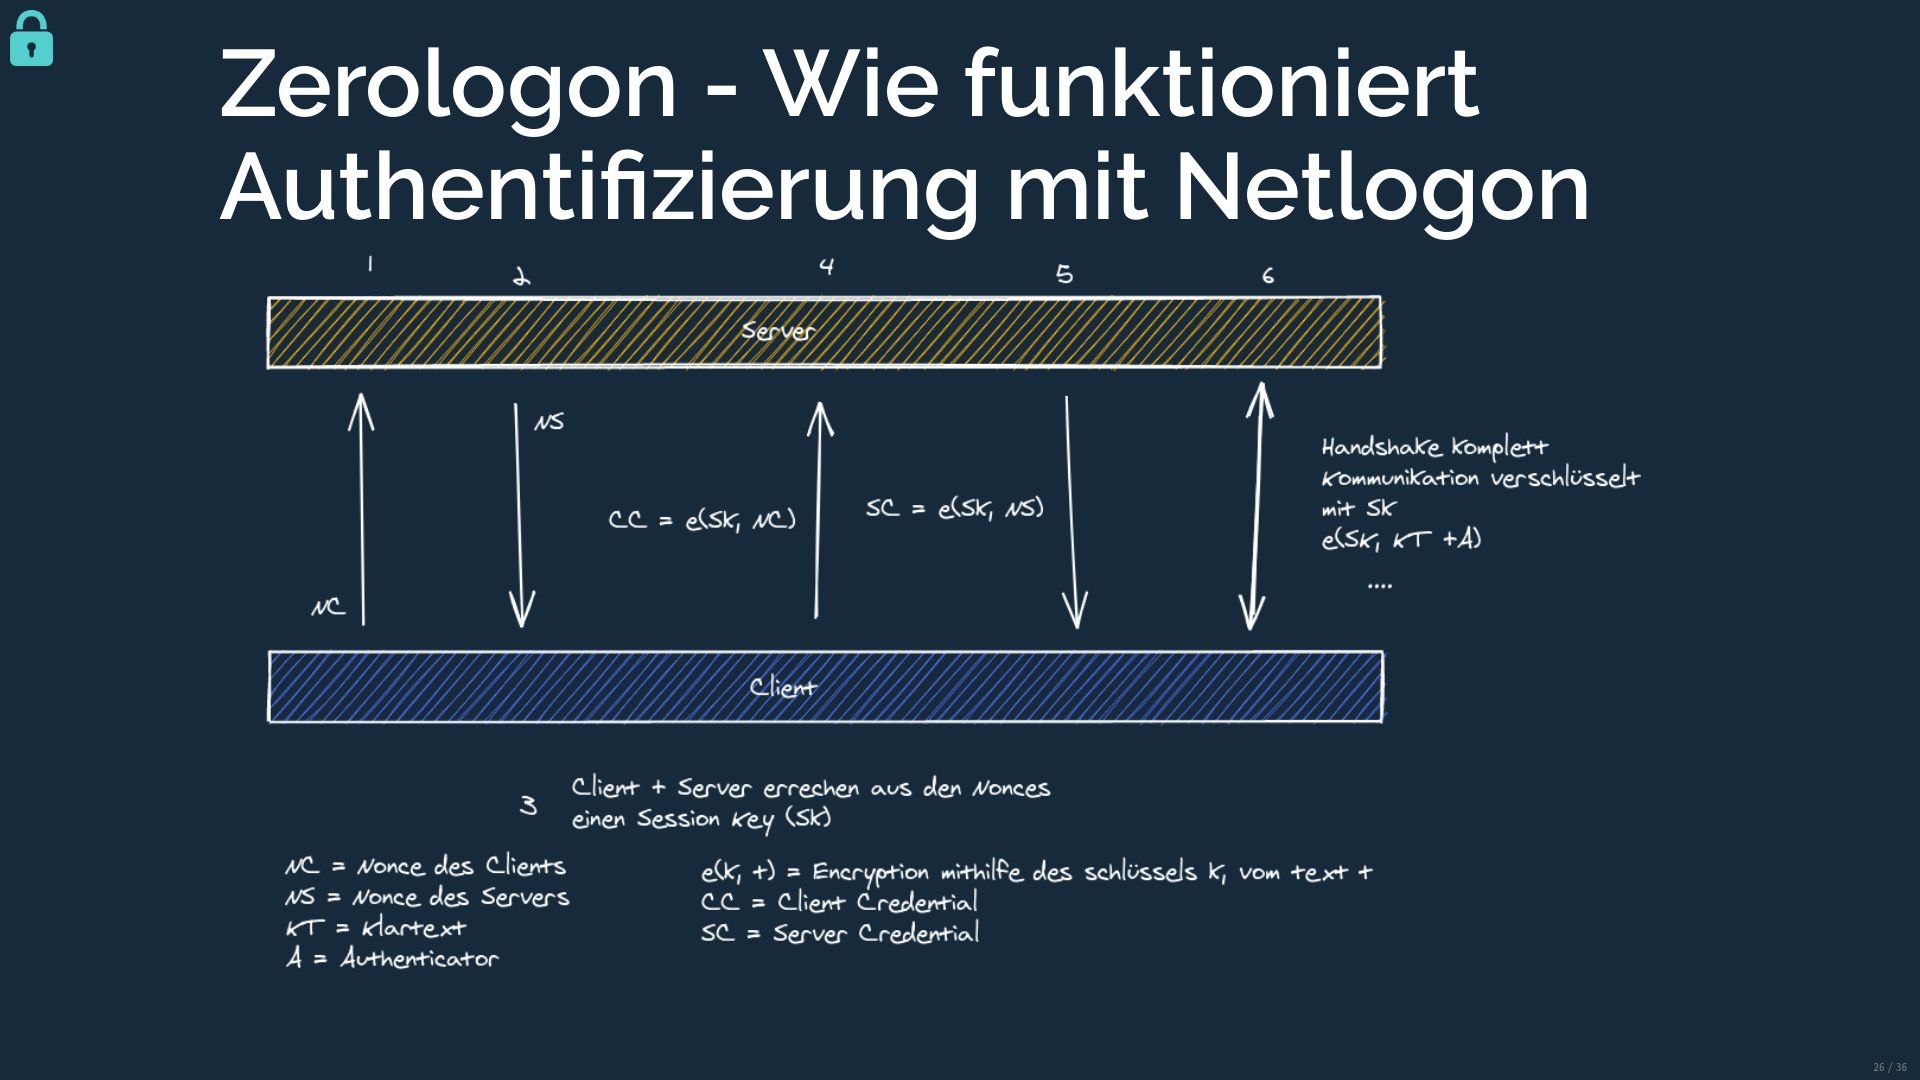 Zerologon - Wie funktioniert
Authentifizierung mit Netlogon
1 2 4 5 6
Server
NS
Handshake komplett
Kommunikation verschlüsselt
mit SK
e(SK, KT +A)
....
CC = e(SK, NC)
SC = e(SK, NS)
NC
Client
3
Client + Server errechen aus den Nonces
einen Session Key (SK)
NC = Nonce des Clients
NS = Nonce des Servers
KT = Klartext
A = Authenticator
e(k, t) = Encryption mithilfe des schlüssels k, vom text t
CC = Client Credential
SC = Server Credential
26 / 36